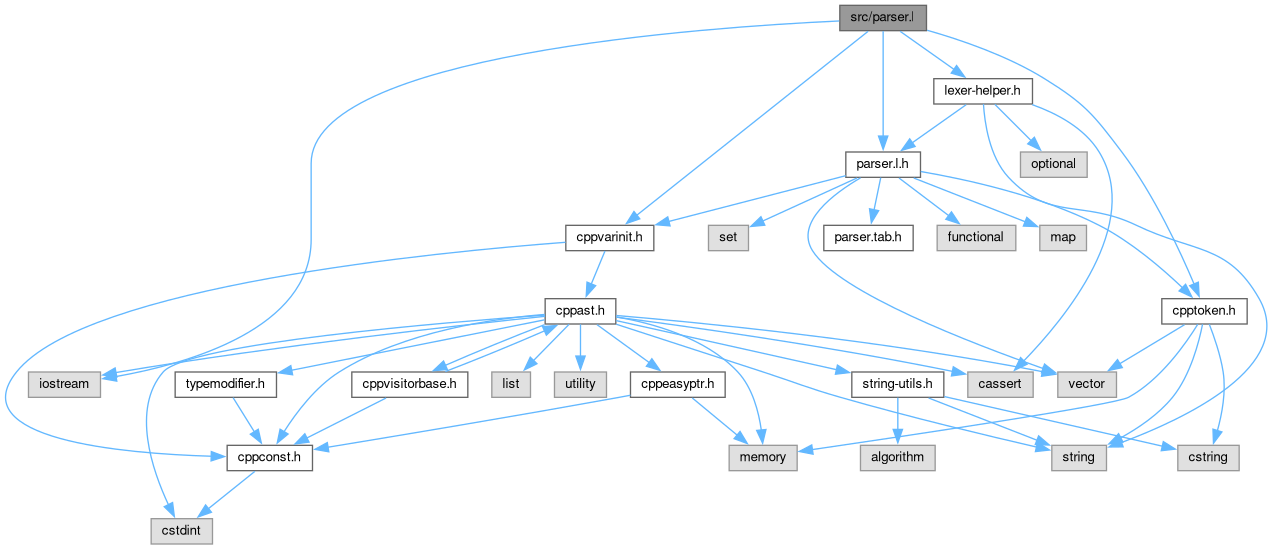 src/parser.l
lexer-helper.h
parser.l.h
optional
cppvarinit.h
set
parser.tab.h
functional
map
cppast.h
cpptoken.h
iostream
typemodifier.h
cppvisitorbase.h
list
utility
cppeasyptr.h
string-utils.h
cassert
vector
cppconst.h
memory
algorithm
string
cstring
cstdint